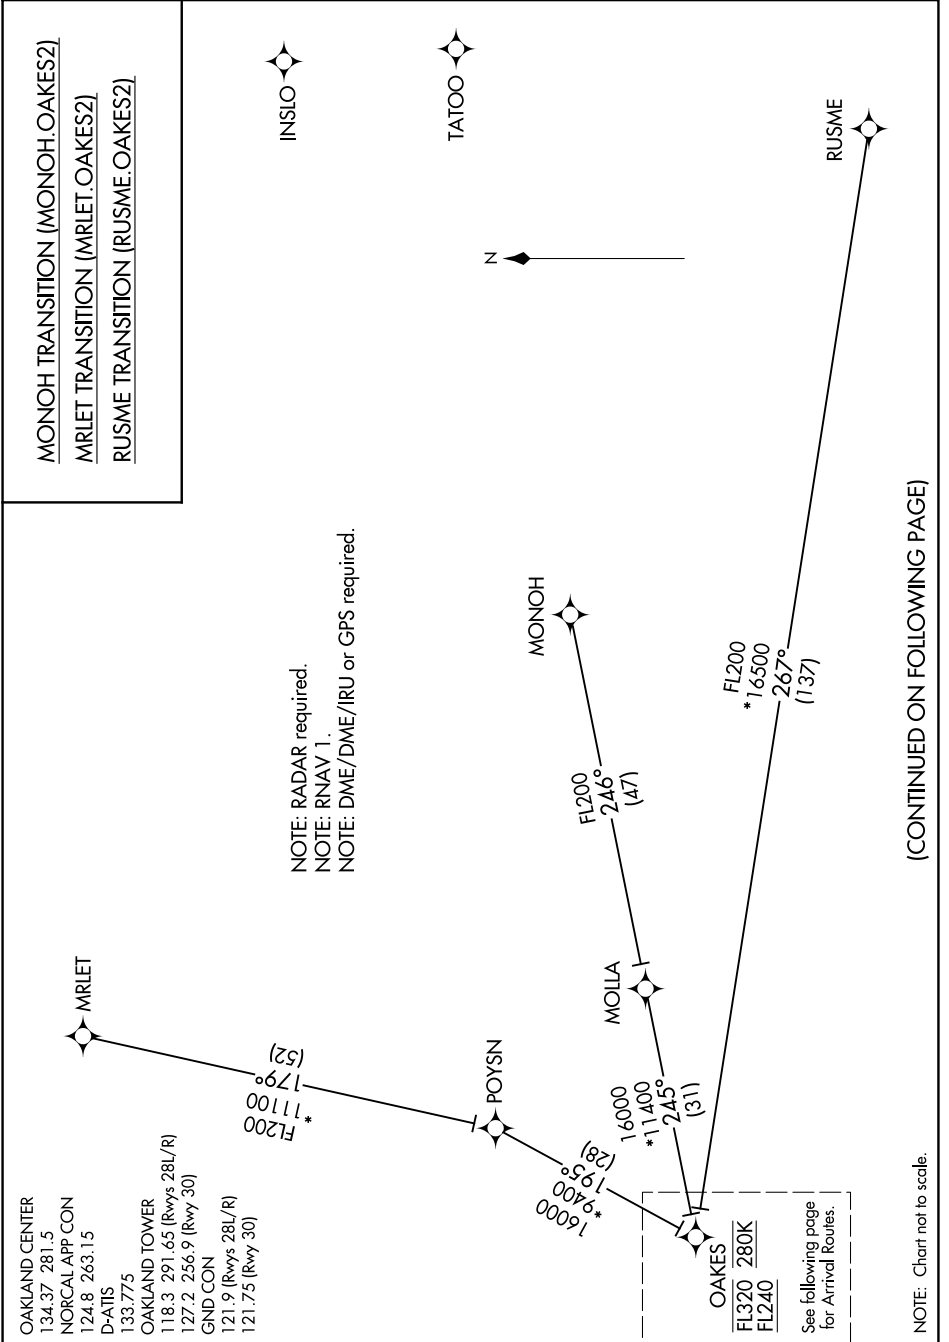 MONOH TRANSITION (MONOH.OAKES2)
MRLET TRANSITION (MRLET.OAKES2)
RUSME TRANSITION (RUSME.OAKES2)
OAKLAND CENTER
134.37 281.5
NORCAL APP CON
124.8 263.15
D-ATIS
133.775
OAKLAND TOWER
118.3 291.65 (Rwys 28L/R)
127.2 256.9 (Rwy 30)
GND CON
121.9 (Rwys 28L/R)
121.75 (Rwy 30)
MRLET
INSLO
TATOO
N
NOTE: RADAR required.
NOTE: RNAV 1.
NOTE: DME/DME/IRU or GPS required.
FL200
*11100
179°
(52)
POYSN
16000
*9400
195°
(28)
MONOH
FL200
246°
(47)
MOLLA
16000
*11400
245°
(31)
RUSME
FL200
*16500
267°
(137)
OAKES
FL320 280K
FL240
See following page
for Arrival Routes.
(CONTINUED ON FOLLOWING PAGE)
NOTE: Chart not to scale.